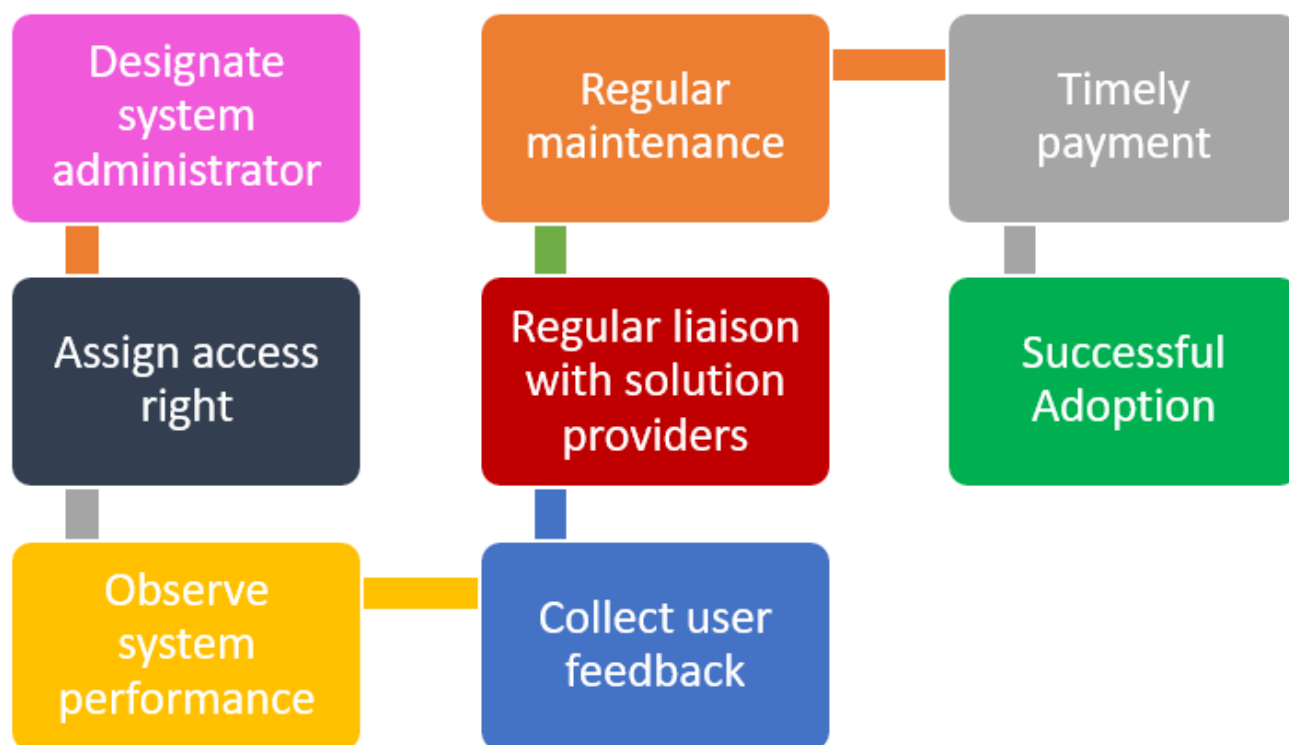 Designate
system
administrator
Assign access
right
Observe
system
performance
Collect user
feedback
Regular liaison
with solution
providers
Regular
maintenance
Timely
payment
Successful
Adoption